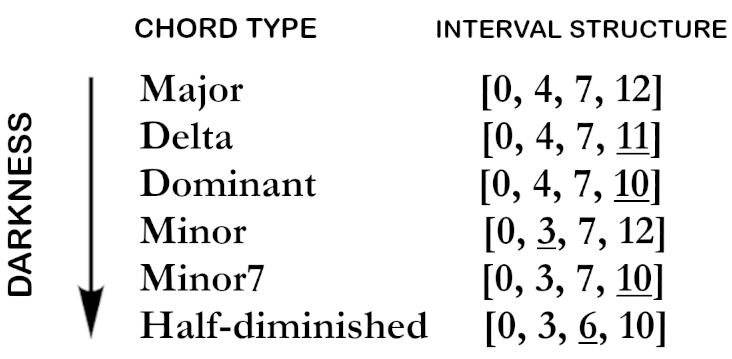 CHORD TYPE INTERVAL STRUCTURE
DARKNESS
Major [0, 4, 7, 12]
Delta [0, 4, 7, 11]
Dominant [0, 4, 7, 10]
Minor [0, 3, 7, 12]
Minor7 [0, 3, 7, 10]
Half-diminished [0, 3, 6, 10]